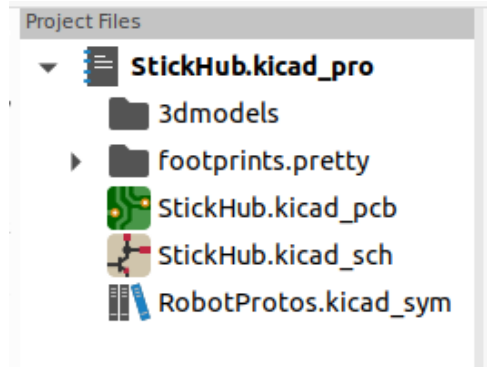 Project Files
StickHub.kicad_pro
3dmodels
footprints.pretty
StickHub.kicad_pcb
StickHub.kicad_sch
RobotProtos.kicad_sym